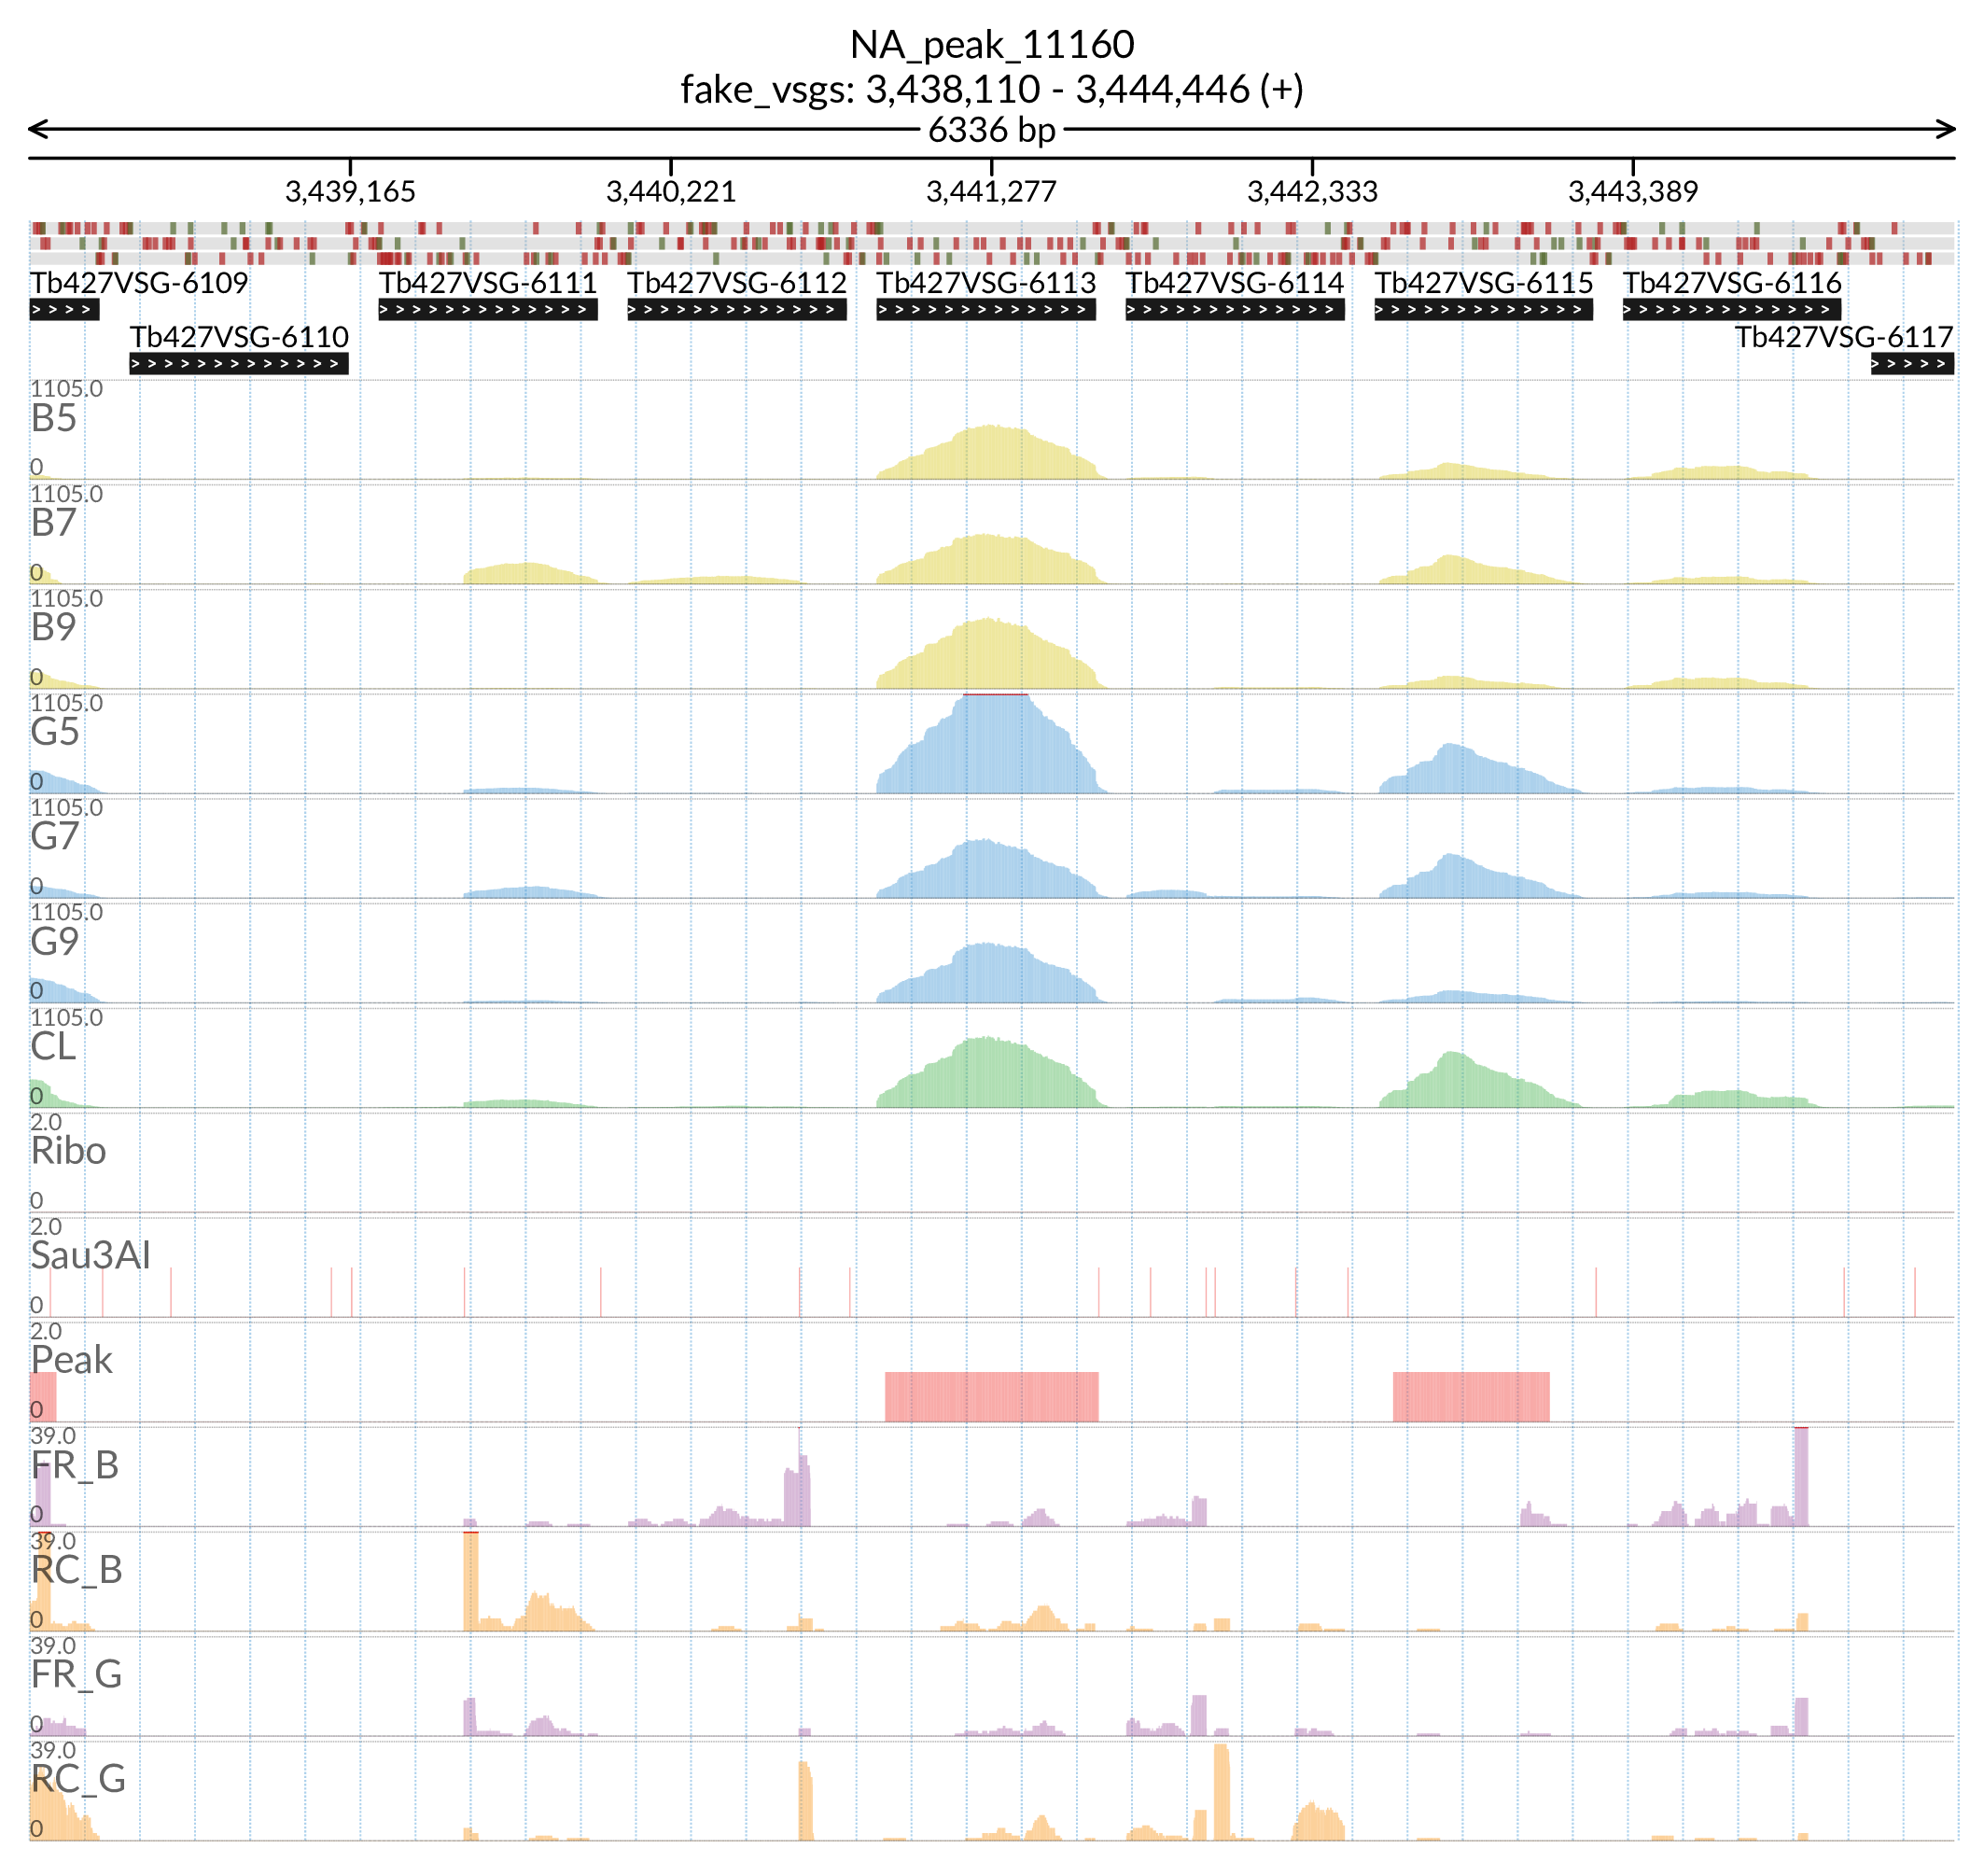 NA_peak_11160
fake_vsgs: 3,438,110 - 3,444,446 (+)
6336 bp
3,439,165 3,440,221 3,441,277 3,442,333 3,443,389
Tb427VSG-6109 Tb427VSG-6111 Tb427VSG-6112 Tb427VSG-6113 Tb427VSG-6114 Tb427VSG-6115 Tb427VSG-6116
Tb427VSG-6110 Tb427VSG-6117
1105.0
B5
0
1105.0
B7
0
1105.0
B9
0
1105.0
G5
0
1105.0
G7
0
1105.0
G9
0
1105.0
CL
0
2.0
Ribo
0
2.0
Sau3AI
0
2.0
Peak
0
39.0
FR_B
0
39.0
RC_B
0
39.0
FR_G
0
39.0
RC_G
0